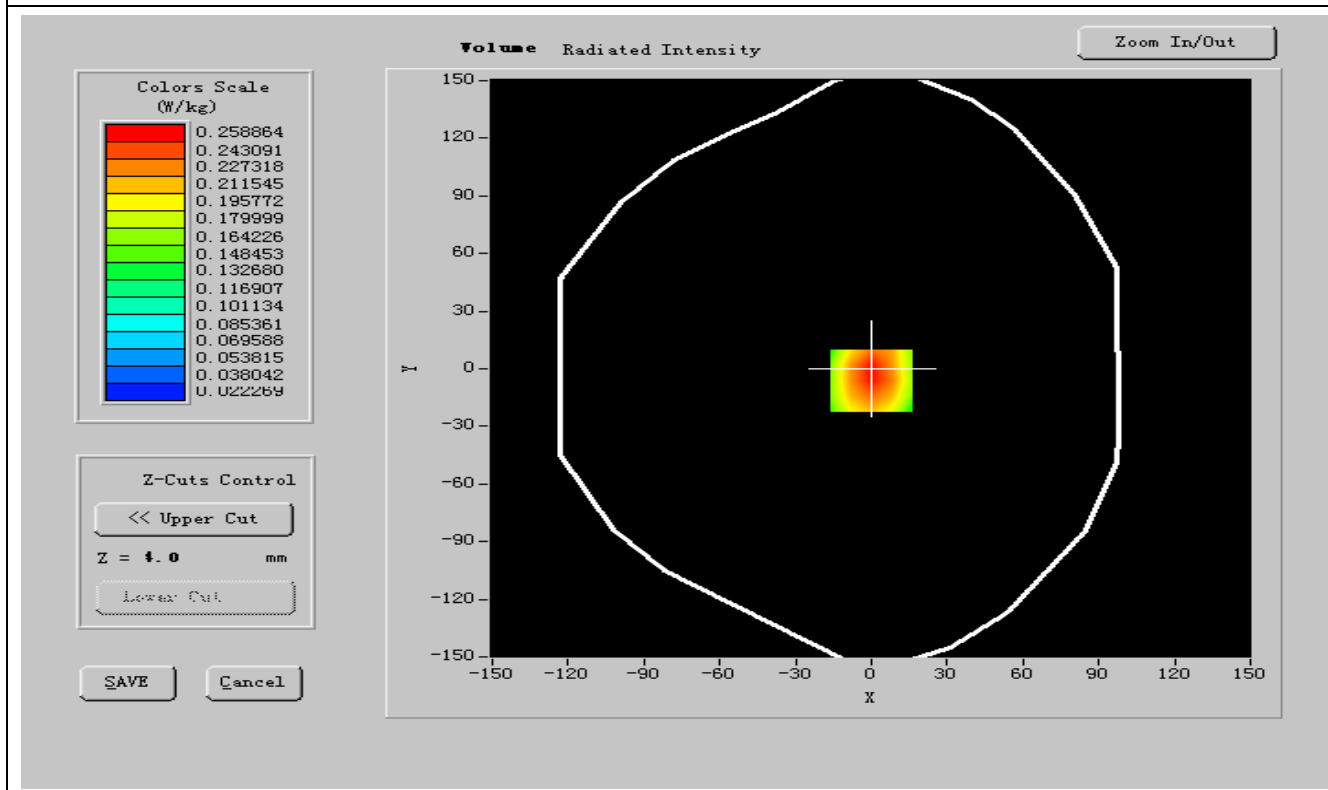 Volume Radiated Intensity
Zoom In/Out
Colors Scale
(W/kg)
0.258864
0.243091
0.227318
0.211545
0.195772
0.179999
0.164226
0.148453
0.132680
0.116907
0.101134
0.085361
0.069588
0.053815
0.038042
0.022269
Z-Cuts Control
<< Upper Cut
Z = 4.0 mm
Lower Cut
SAVE
Cancel
150
120
90
60
30
0
-30
-60
-90
-120
-150
Y
-150 -120 -90 -60 -30 0 30 60 90 120 150
X